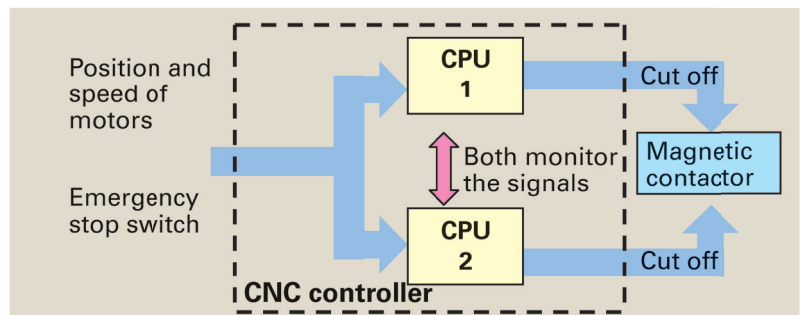 Position and
speed of
motors
Emergency
stop switch
CPU
1
Both monitor
the signals
CPU
2
CNC controller
Cut off
Magnetic
contactor
Cut off